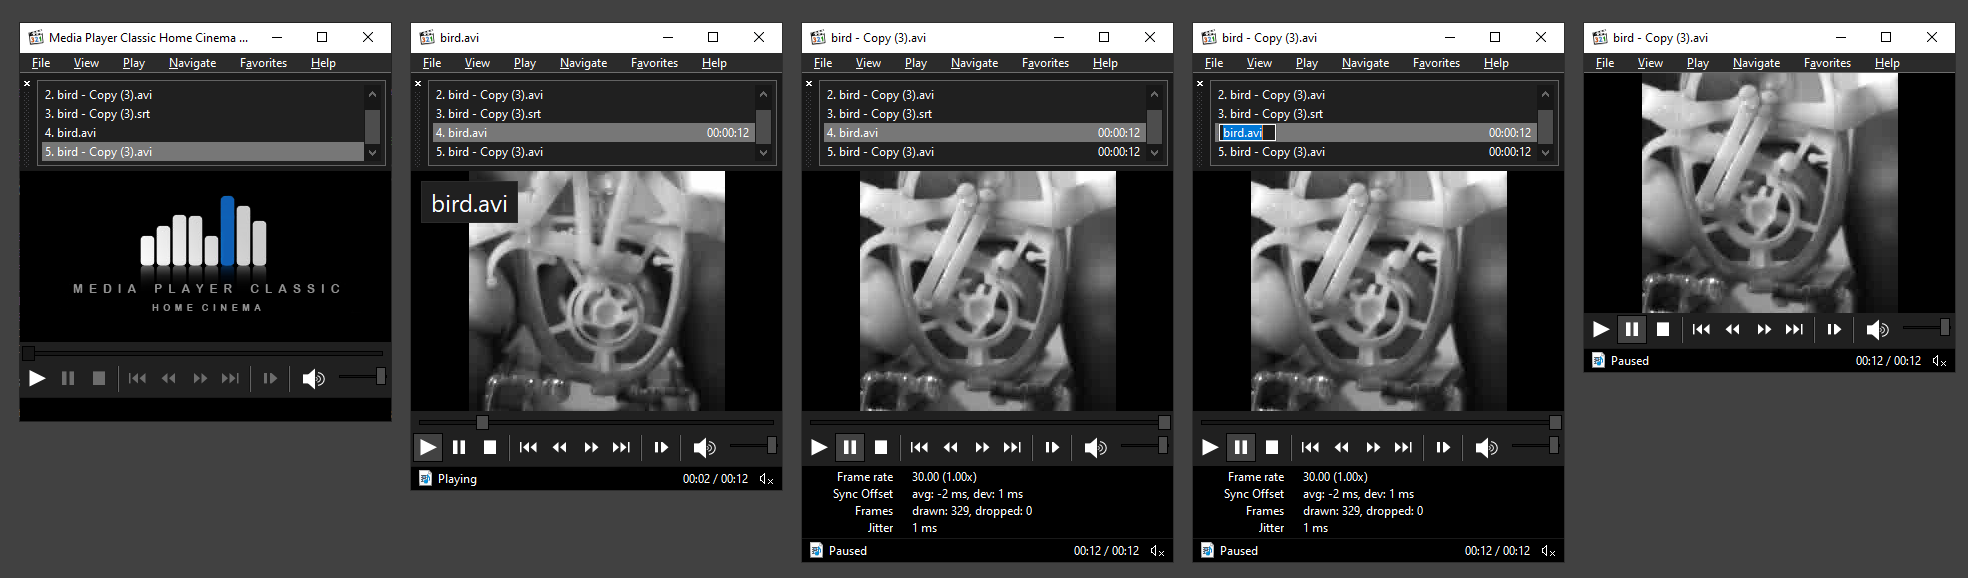 Media Player Classic Home Cinema ...
File View Play Navigate Favorites Help
2. bird - Copy (3).avi
3. bird - Copy (3).srt
4. bird.avi
5. bird - Copy (3).avi
MEDIA PLAYER CLASSIC
HOME CINEMA
bird.avi
File View Play Navigate Favorites Help
2. bird - Copy (3).avi
3. bird - Copy (3).srt
4. bird.avi 00:00:12
5. bird - Copy (3).avi
bird.avi
Playing 00:02 / 00:12
bird - Copy (3).avi
File View Play Navigate Favorites Help
2. bird - Copy (3).avi
3. bird - Copy (3).srt
4. bird.avi 00:00:12
5. bird - Copy (3).avi 00:00:12
Frame rate 30.00 (1.00x)
Sync Offset avg: -2 ms, dev: 1 ms
Frames drawn: 329, dropped: 0
Jitter 1 ms
Paused 00:12 / 00:12
bird - Copy (3).avi
File View Play Navigate Favorites Help
2. bird - Copy (3).avi
3. bird - Copy (3).srt
bird.avi 00:00:12
5. bird - Copy (3).avi 00:00:12
Frame rate 30.00 (1.00x)
Sync Offset avg: -2 ms, dev: 1 ms
Frames drawn: 329, dropped: 0
Jitter 1 ms
Paused 00:12 / 00:12
bird - Copy (3).avi
File View Play Navigate Favorites Help
Paused 00:12 / 00:12